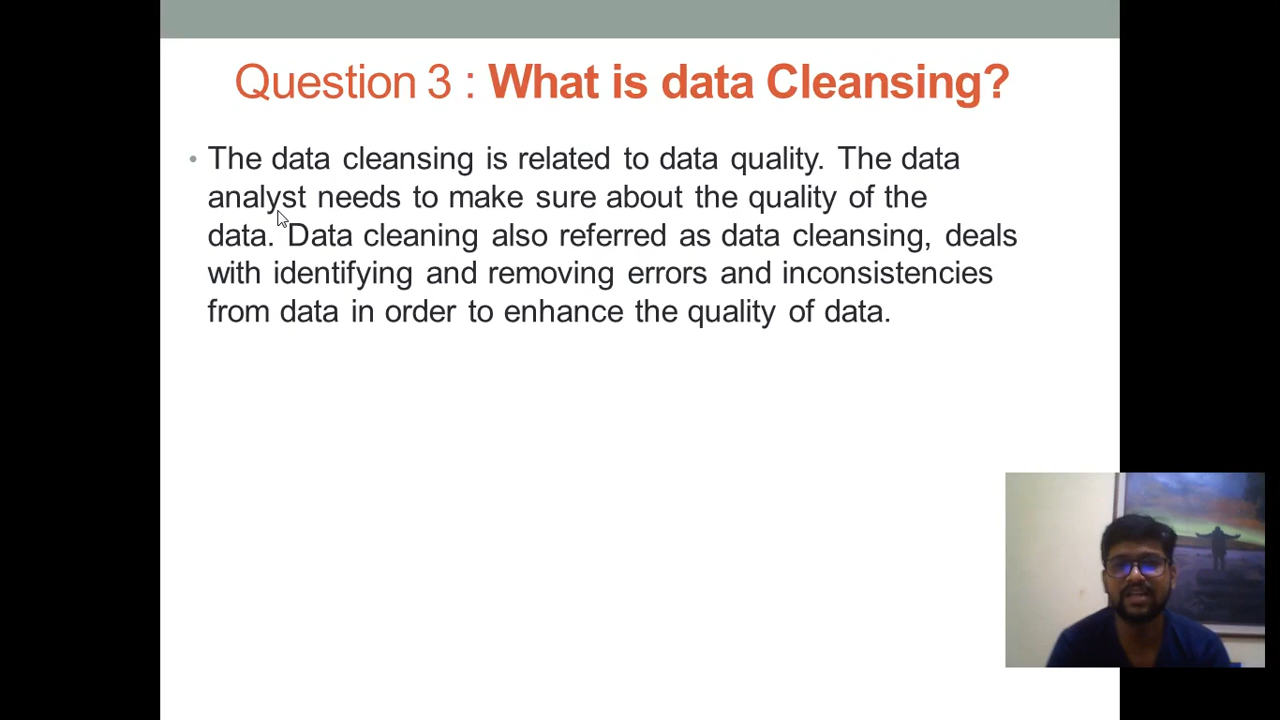 Question 3 : What is data Cleansing?
• The data cleansing is related to data quality. The data
analyst needs to make sure about the quality of the
data. Data cleaning also referred as data cleansing, deals
with identifying and removing errors and inconsistencies
from data in order to enhance the quality of data.